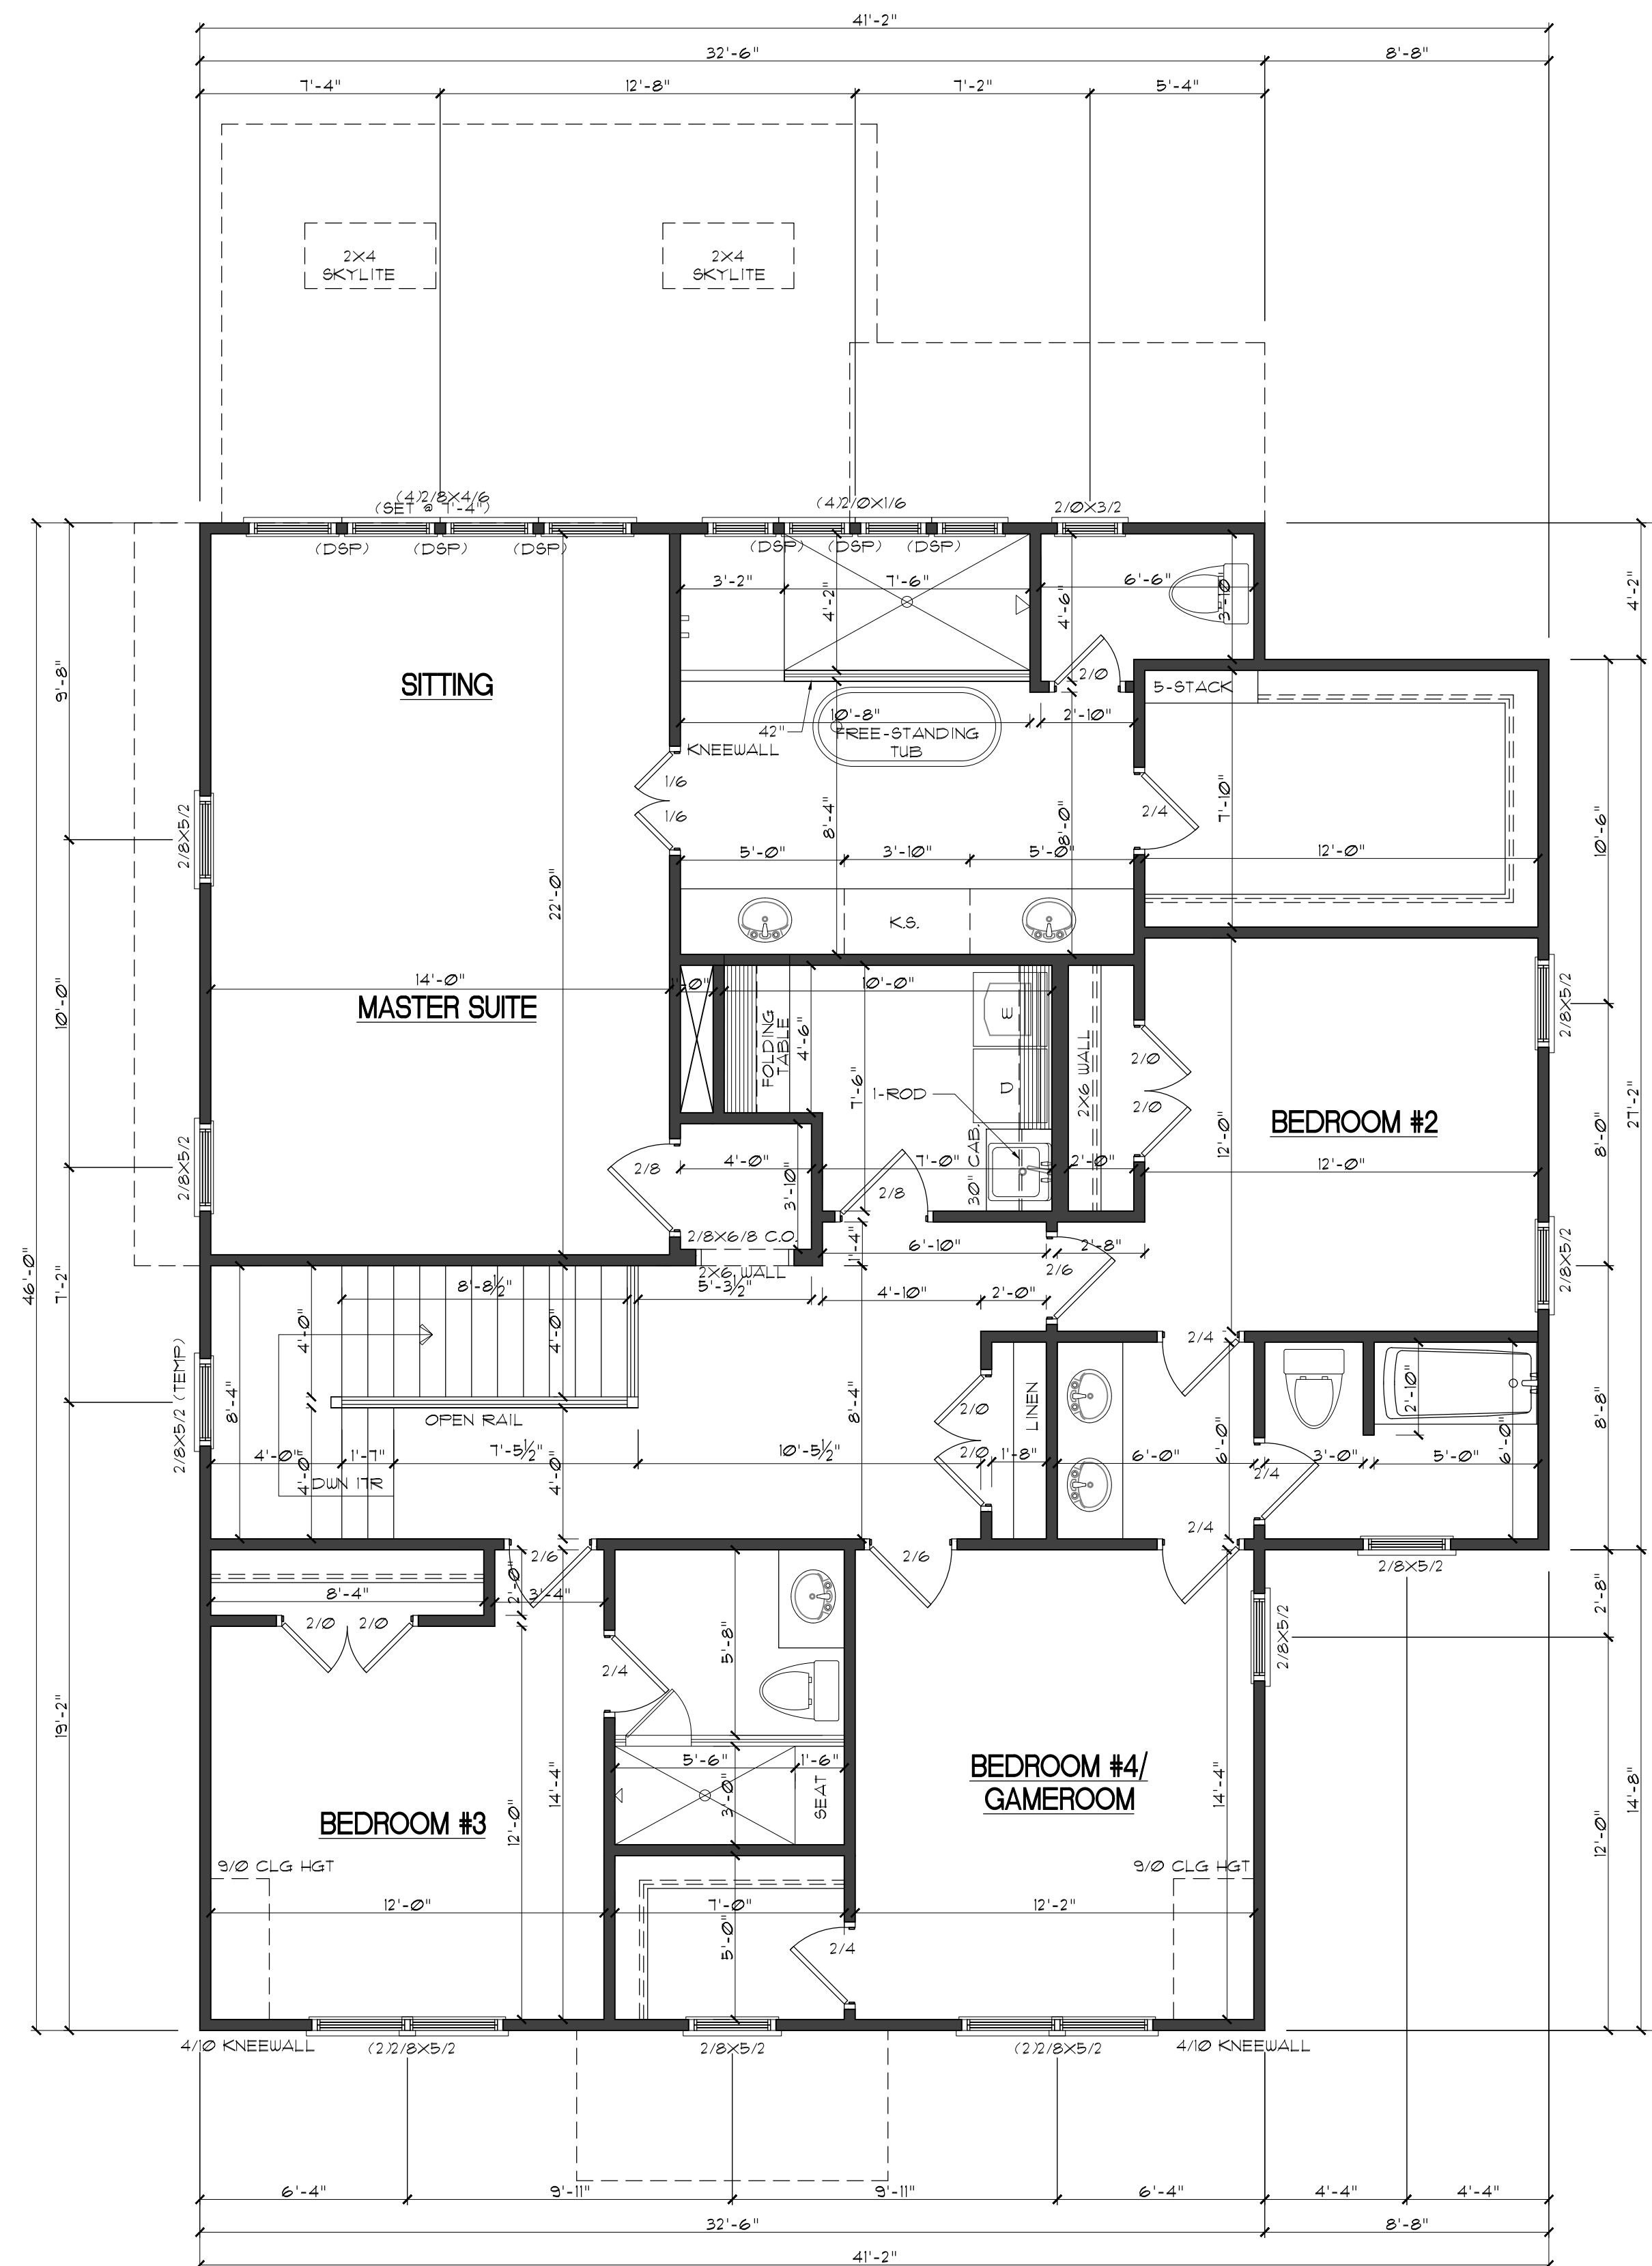 41'-2"
32'-6"
8'-8"
7'-4"
12'-8"
7'-2"
5'-4"
2X4
SKYLITE
2X4
SKYLITE
(4)2/8X4/6
(SET @ 7'-4")
(4)2/0X1/6
2/0X3/2
(DSP)
(DSP)
(DSP)
(DSP)
(DSP)
(DSP)
3'-2"
7'-6"
4'-2"
6'-6"
4'-6"
3'-10"
4'-2"
SITTING
9'-8"
2/0
5-STACK
10'-8"
2'-10"
42"
KNEEWALL
FREE-STANDING
TUB
1/6
1/6
2/4
7'-10"
10'-6"
2/8X5/2
8'-4"
8'-0"
5'-0"
3'-10"
5'-0"
12'-0"
22'-0"
K.S.
14'-0"
MASTER SUITE
10'-0"
10'-0"
FOLDING
TABLE
4'-6"
W
D
2X6 WALL
2/0
2/0
2/8X5/2
7'-6"
1-ROD
BEDROOM #2
27'-2"
12'-0"
8'-0"
2/8X5/2
2/8
4'-0"
3'-10"
7'-0"
30" CAB.
2'-0"
12'-0"
2/8
2/8X6/8 C.O.
2X6 WALL
1'-4"
6'-10"
2'-8"
2/6
2/8X5/2
46'-0"
7'-2"
8'-8½"
5'-3½"
4'-10"
2'-0"
4'-0"
4'-0"
2/4
2/8X5/2 (TEMP)
8'-4"
OPEN RAIL
8'-4"
2/0
2/0
LINEN
2'-10"
8'-8"
4'-0"
1'-7"
7'-5½"
10'-5½"
1'-8"
6'-0"
6'-0"
3'-0"
5'-0"
6'-0"
4'-0"
DWN 17R
4'-0"
2/4
2/4
2/6
2/6
2/8X5/2
8'-4"
2'-0"
3'-4"
2/0
2/0
5'-8"
2/4
2/8X5/2
2'-8"
19'-2"
5'-6"
1'-6"
3'-0"
SEAT
BEDROOM #4/
GAMEROOM
BEDROOM #3
12'-0"
14'-4"
14'-4"
12'-0"
14'-8"
9/0 CLG HGT
9/0 CLG HGT
12'-0"
7'-0"
12'-2"
5'-0"
2/4
4/10 KNEEWALL
(2)2/8X5/2
2/8X5/2
(2)2/8X5/2
4/10 KNEEWALL
6'-4"
9'-11"
9'-11"
6'-4"
4'-4"
4'-4"
32'-6"
8'-8"
41'-2"